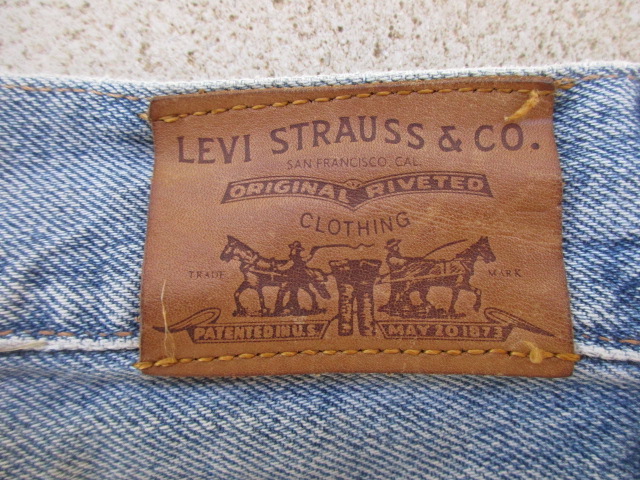 LEVI STRAUSS & CO.
SAN FRANCISCO, CAL.
ORIGINAL RIVETED
CLOTHING
TRADE MARK
PATENTED IN U.S. MAY 20 1873